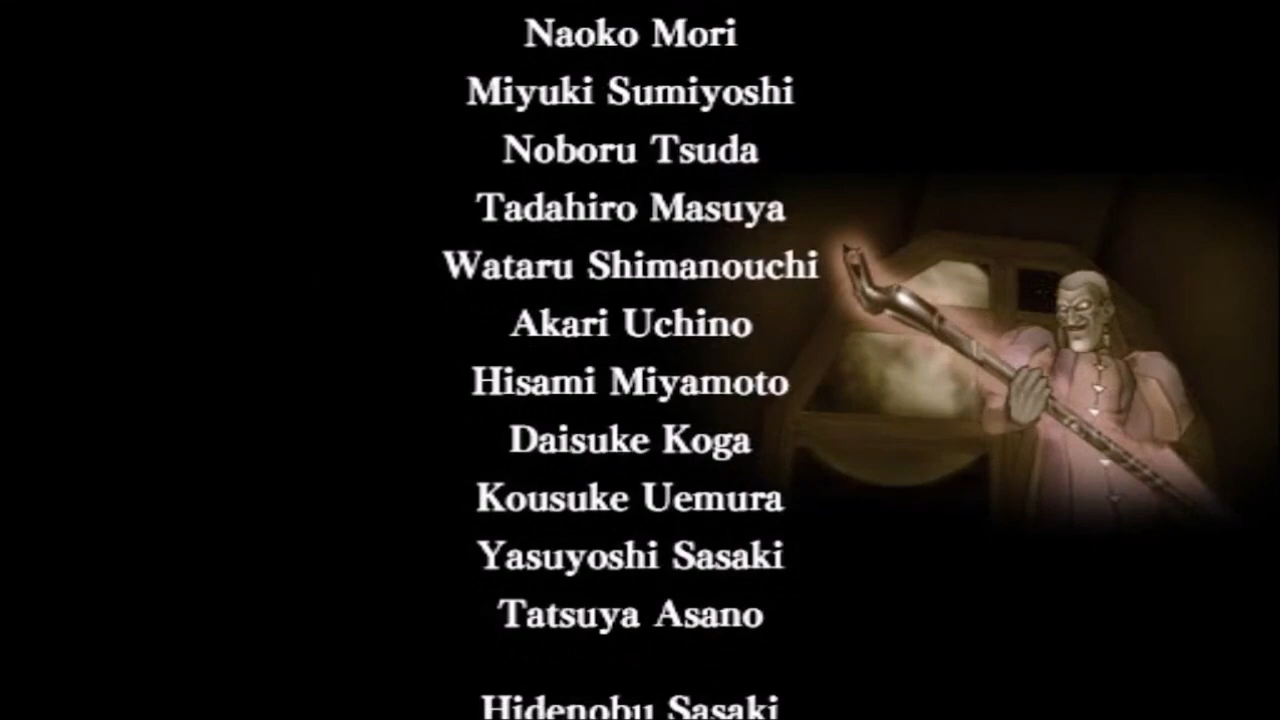 Naoko Mori
Miyuki Sumiyoshi
Noboru Tsuda
Tadahiro Masuya
Wataru Shimanouchi
Akari Uchino
Hisami Miyamoto
Daisuke Koga
Kousuke Uemura
Yasuyoshi Sasaki
Tatsuya Asano
Hidenobu Sasaki